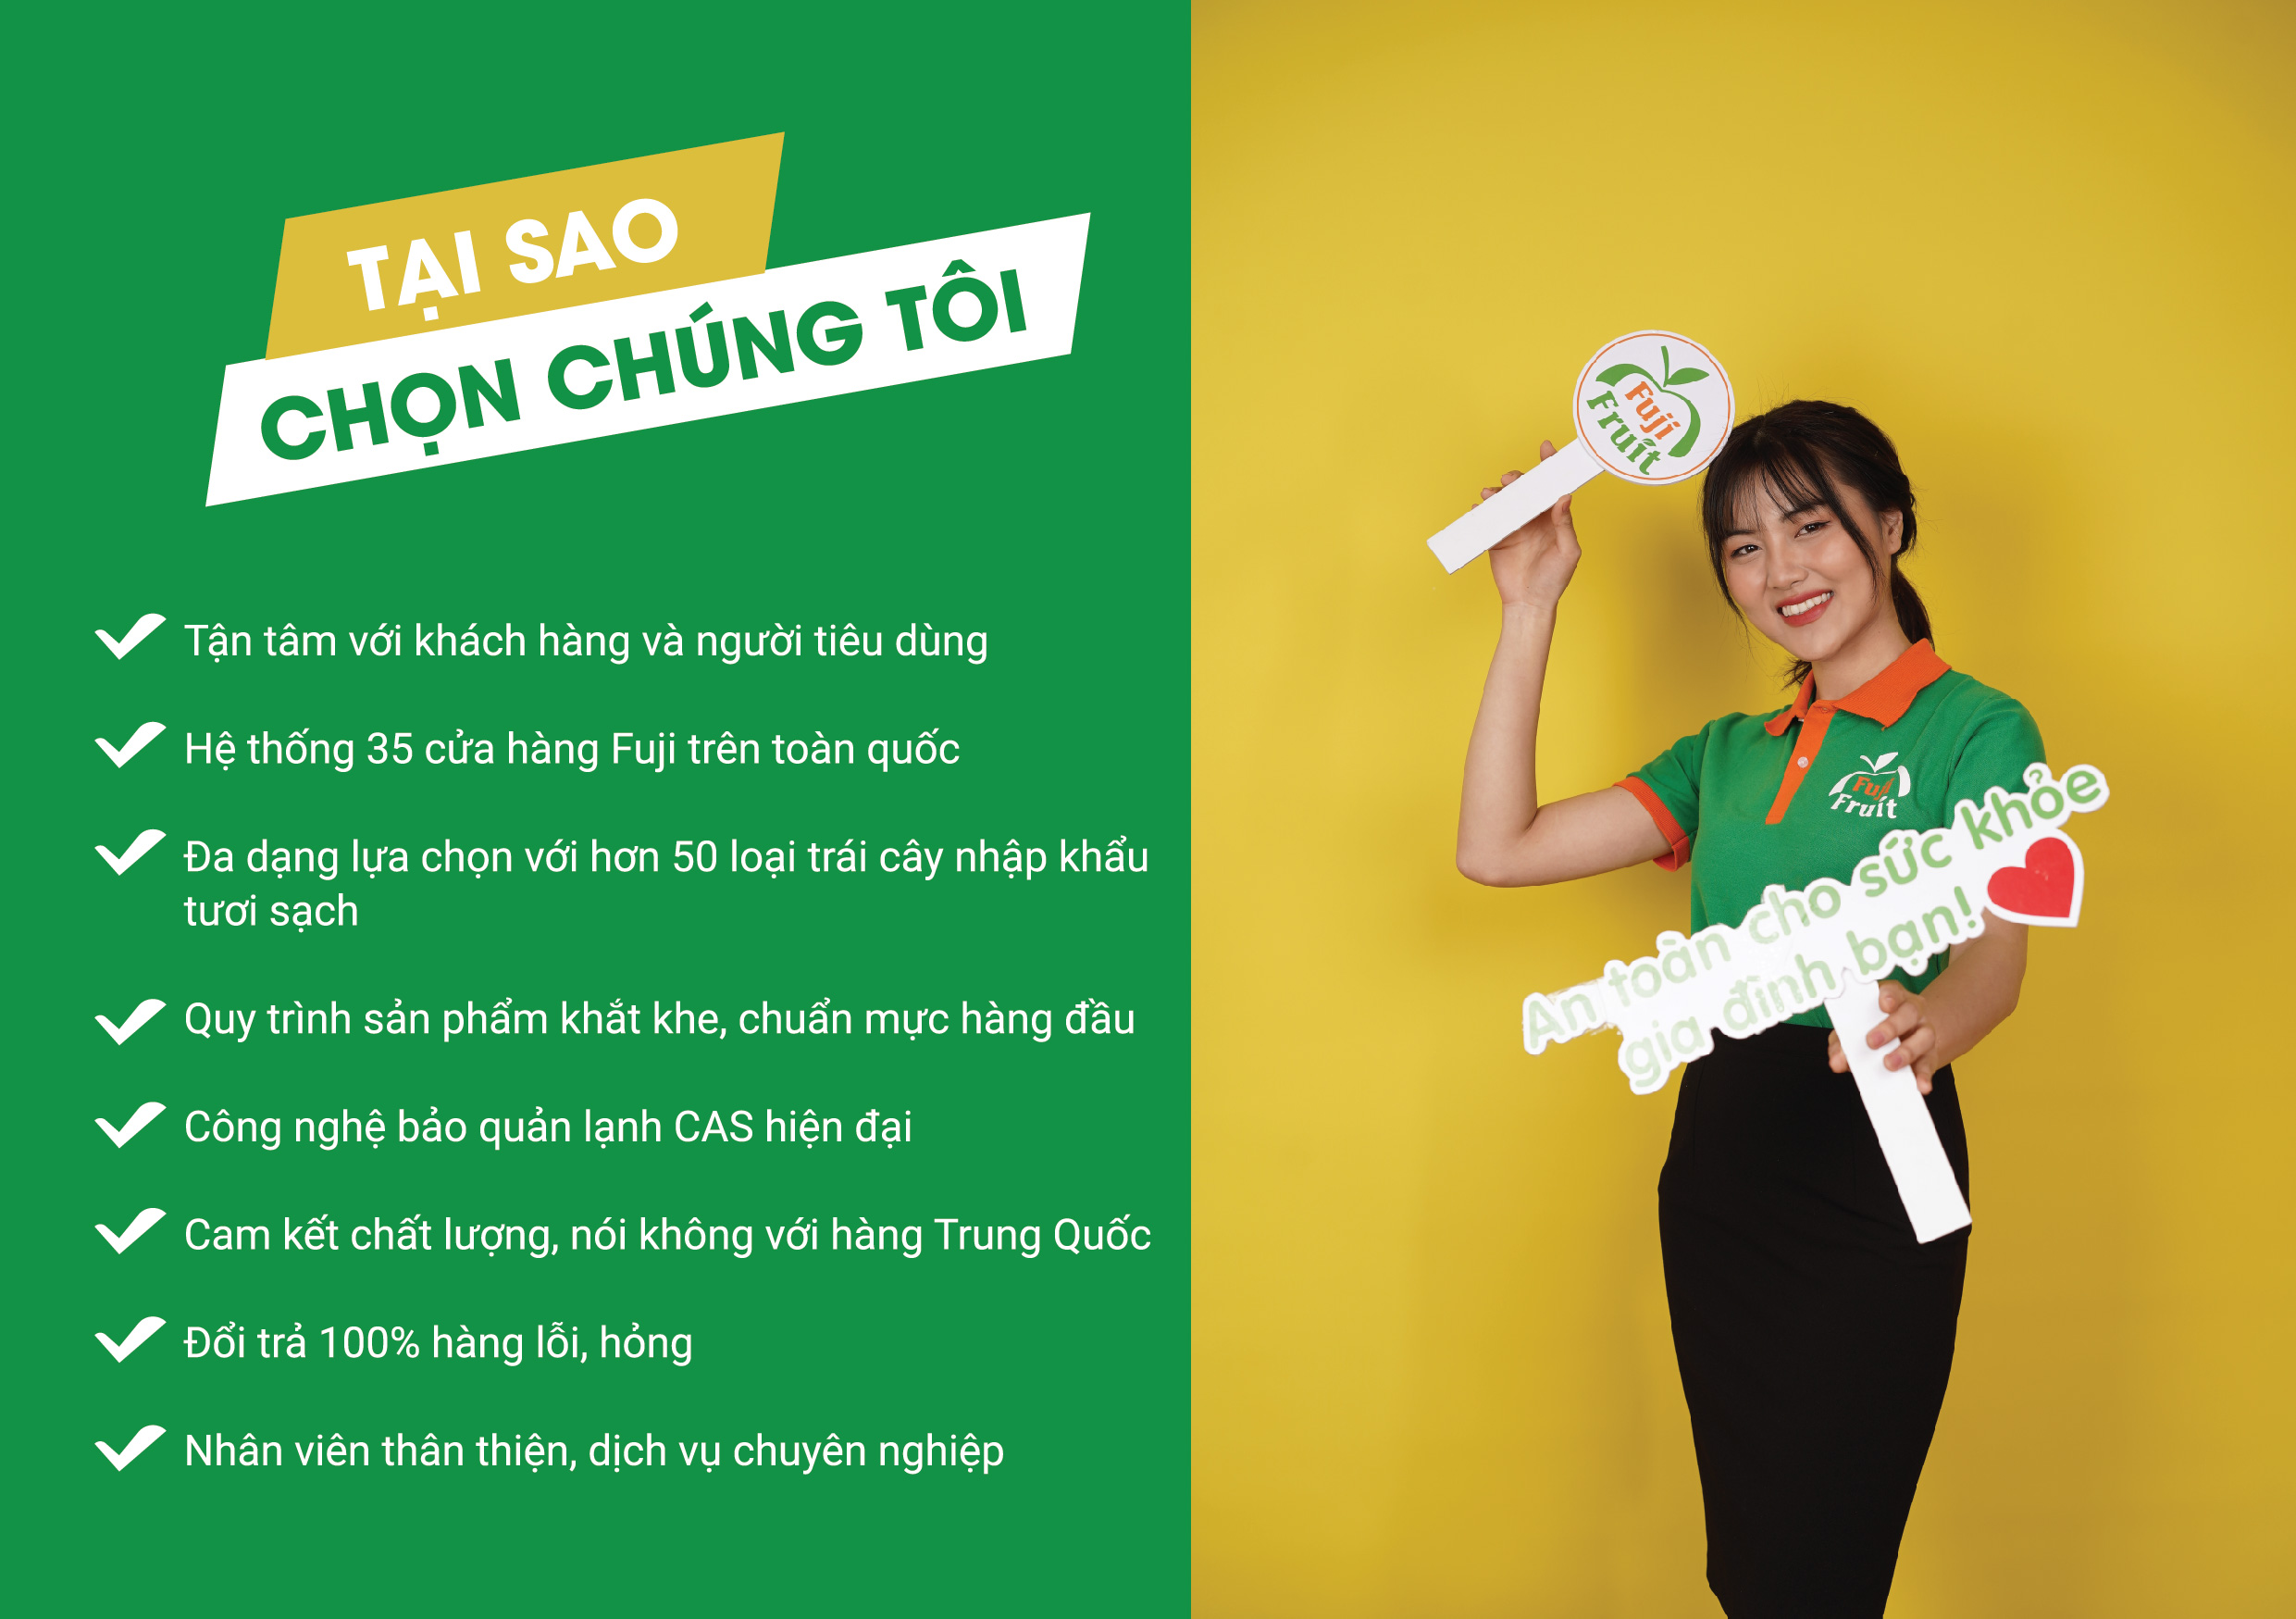 TẠI SAO
CHỌN CHÚNG TÔI
Tận tâm với khách hàng và người tiêu dùng
Hệ thống 35 cửa hàng Fuji trên toàn quốc
Đa dạng lựa chọn với hơn 50 loại trái cây nhập khẩu
tươi sạch
Quy trình sản phẩm khắt khe, chuẩn mực hàng đầu
Công nghệ bảo quản lạnh CAS hiện đại
Cam kết chất lượng, nói không với hàng Trung Quốc
Đổi trả 100% hàng lỗi, hỏng
Nhân viên thân thiện, dịch vụ chuyên nghiệp
Fuji
Fruit
Fuji
Fruit
An toàn cho sức khỏe
gia đình bạn!